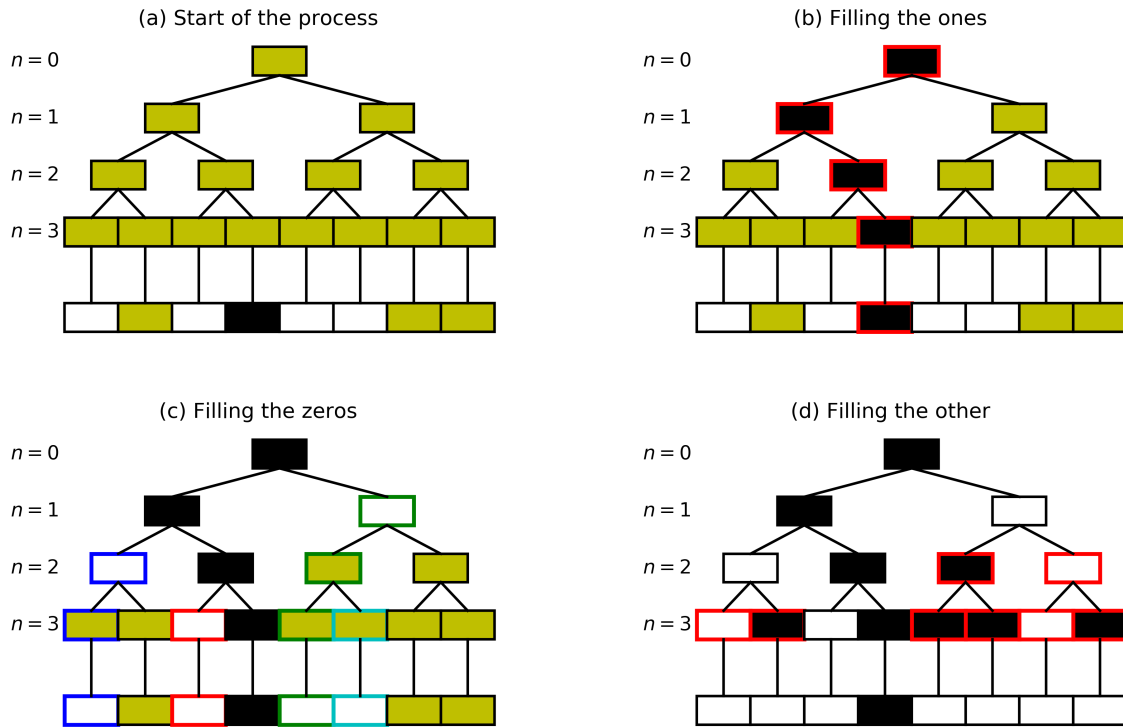 (a) Start of the process
n = 0
n = 1
n = 2
n = 3
(b) Filling the ones
n = 0
n = 1
n = 2
n = 3
(c) Filling the zeros
n = 0
n = 1
n = 2
n = 3
(d) Filling the other
n = 0
n = 1
n = 2
n = 3